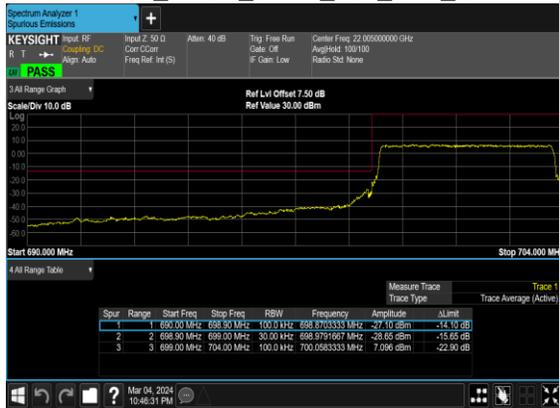 Spectrum Analyzer 1
Spurious Emissions
KEYSIGHT Input: RF Input Z: 50 Ω Atten: 40 dB Trig: Free Run Center Freq: 22.005000000 GHz
R T Coupling: DC Corr CCorr Gate: Off Avg|Hold: 100/100
Align: Auto Freq Ref: Int (S) IF Gain: Low Radio Std: None
LW PASS
3 All Range Graph
Ref Lvl Offset 7.50 dB
Scale/Div 10.0 dB Ref Value 30.00 dBm
Log
20.0
10.0
0.00
-10.0
-20.0
-30.0
-40.0
-50.0
-60.0
Start 690.000 MHz Stop 704.000 MHz
4 All Range Table
Measure Trace Trace 1
Trace Type Trace Average (Active)
Spur Range Start Freq Stop Freq RBW Frequency Amplitude ΔLimit
1 1 690.00 MHz 698.90 MHz 100.0 kHz 698.8703333 MHz -27.10 dBm -14.10 dB
2 2 698.90 MHz 699.00 MHz 30.00 kHz 698.9791667 MHz -28.65 dBm -15.65 dB
3 3 699.00 MHz 704.00 MHz 100.0 kHz 700.0583333 MHz 7.096 dBm -22.90 dB
Mar 04, 2024
10:46:31 PM